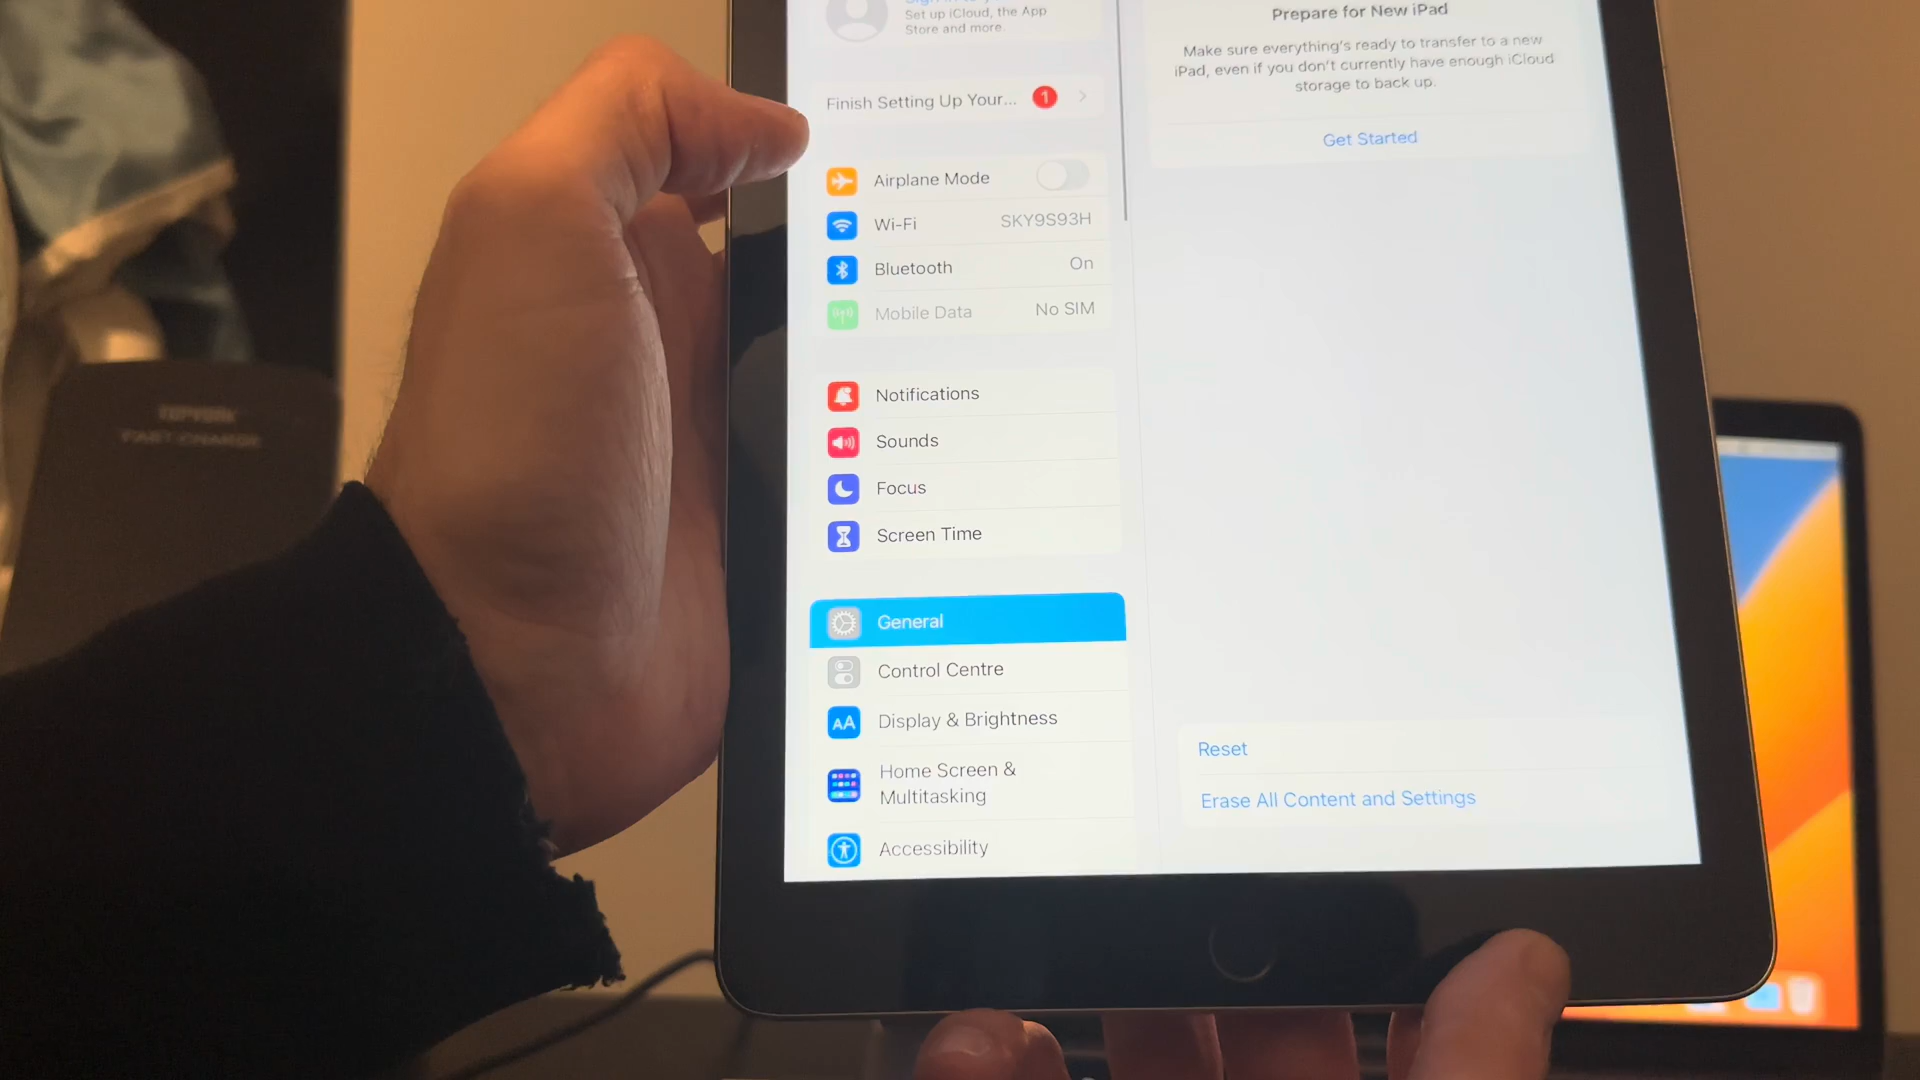 Set up iCloud, the App
Store and more.
Finish Setting Up Your... 1
Airplane Mode
Wi-Fi SKY9S93H
Bluetooth On
Mobile Data No SIM
Notifications
Sounds
Focus
Screen Time
General
Control Centre
AA Display & Brightness
Home Screen &
Multitasking
Accessibility
Prepare for New iPad
Make sure everything's ready to transfer to a new
iPad, even if you don't currently have enough iCloud
storage to back up.
Get Started
Reset
Erase All Content and Settings